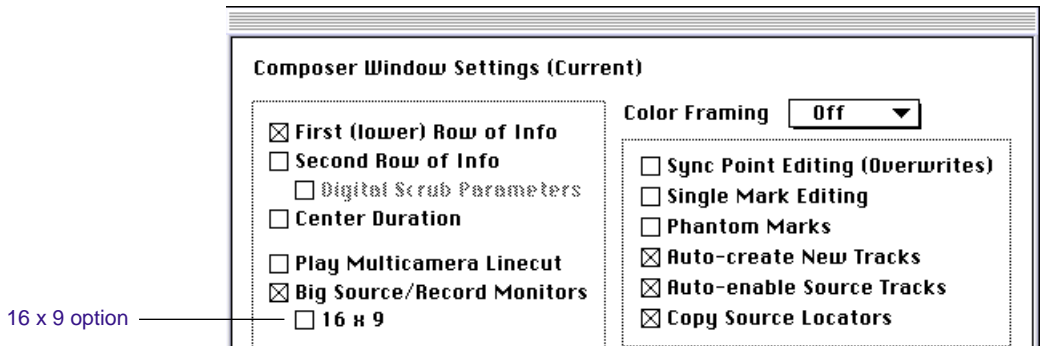 Composer Window Settings (Current)
First (lower) Row of Info
Second Row of Info
Digital Scrub Parameters
Center Duration
Play Multicamera Linecut
Big Source/Record Monitors
16 x 9 option
16 x 9
Color Framing Off
Sync Point Editing (Overwrites)
Single Mark Editing
Phantom Marks
Auto-create New Tracks
Auto-enable Source Tracks
Copy Source Locators